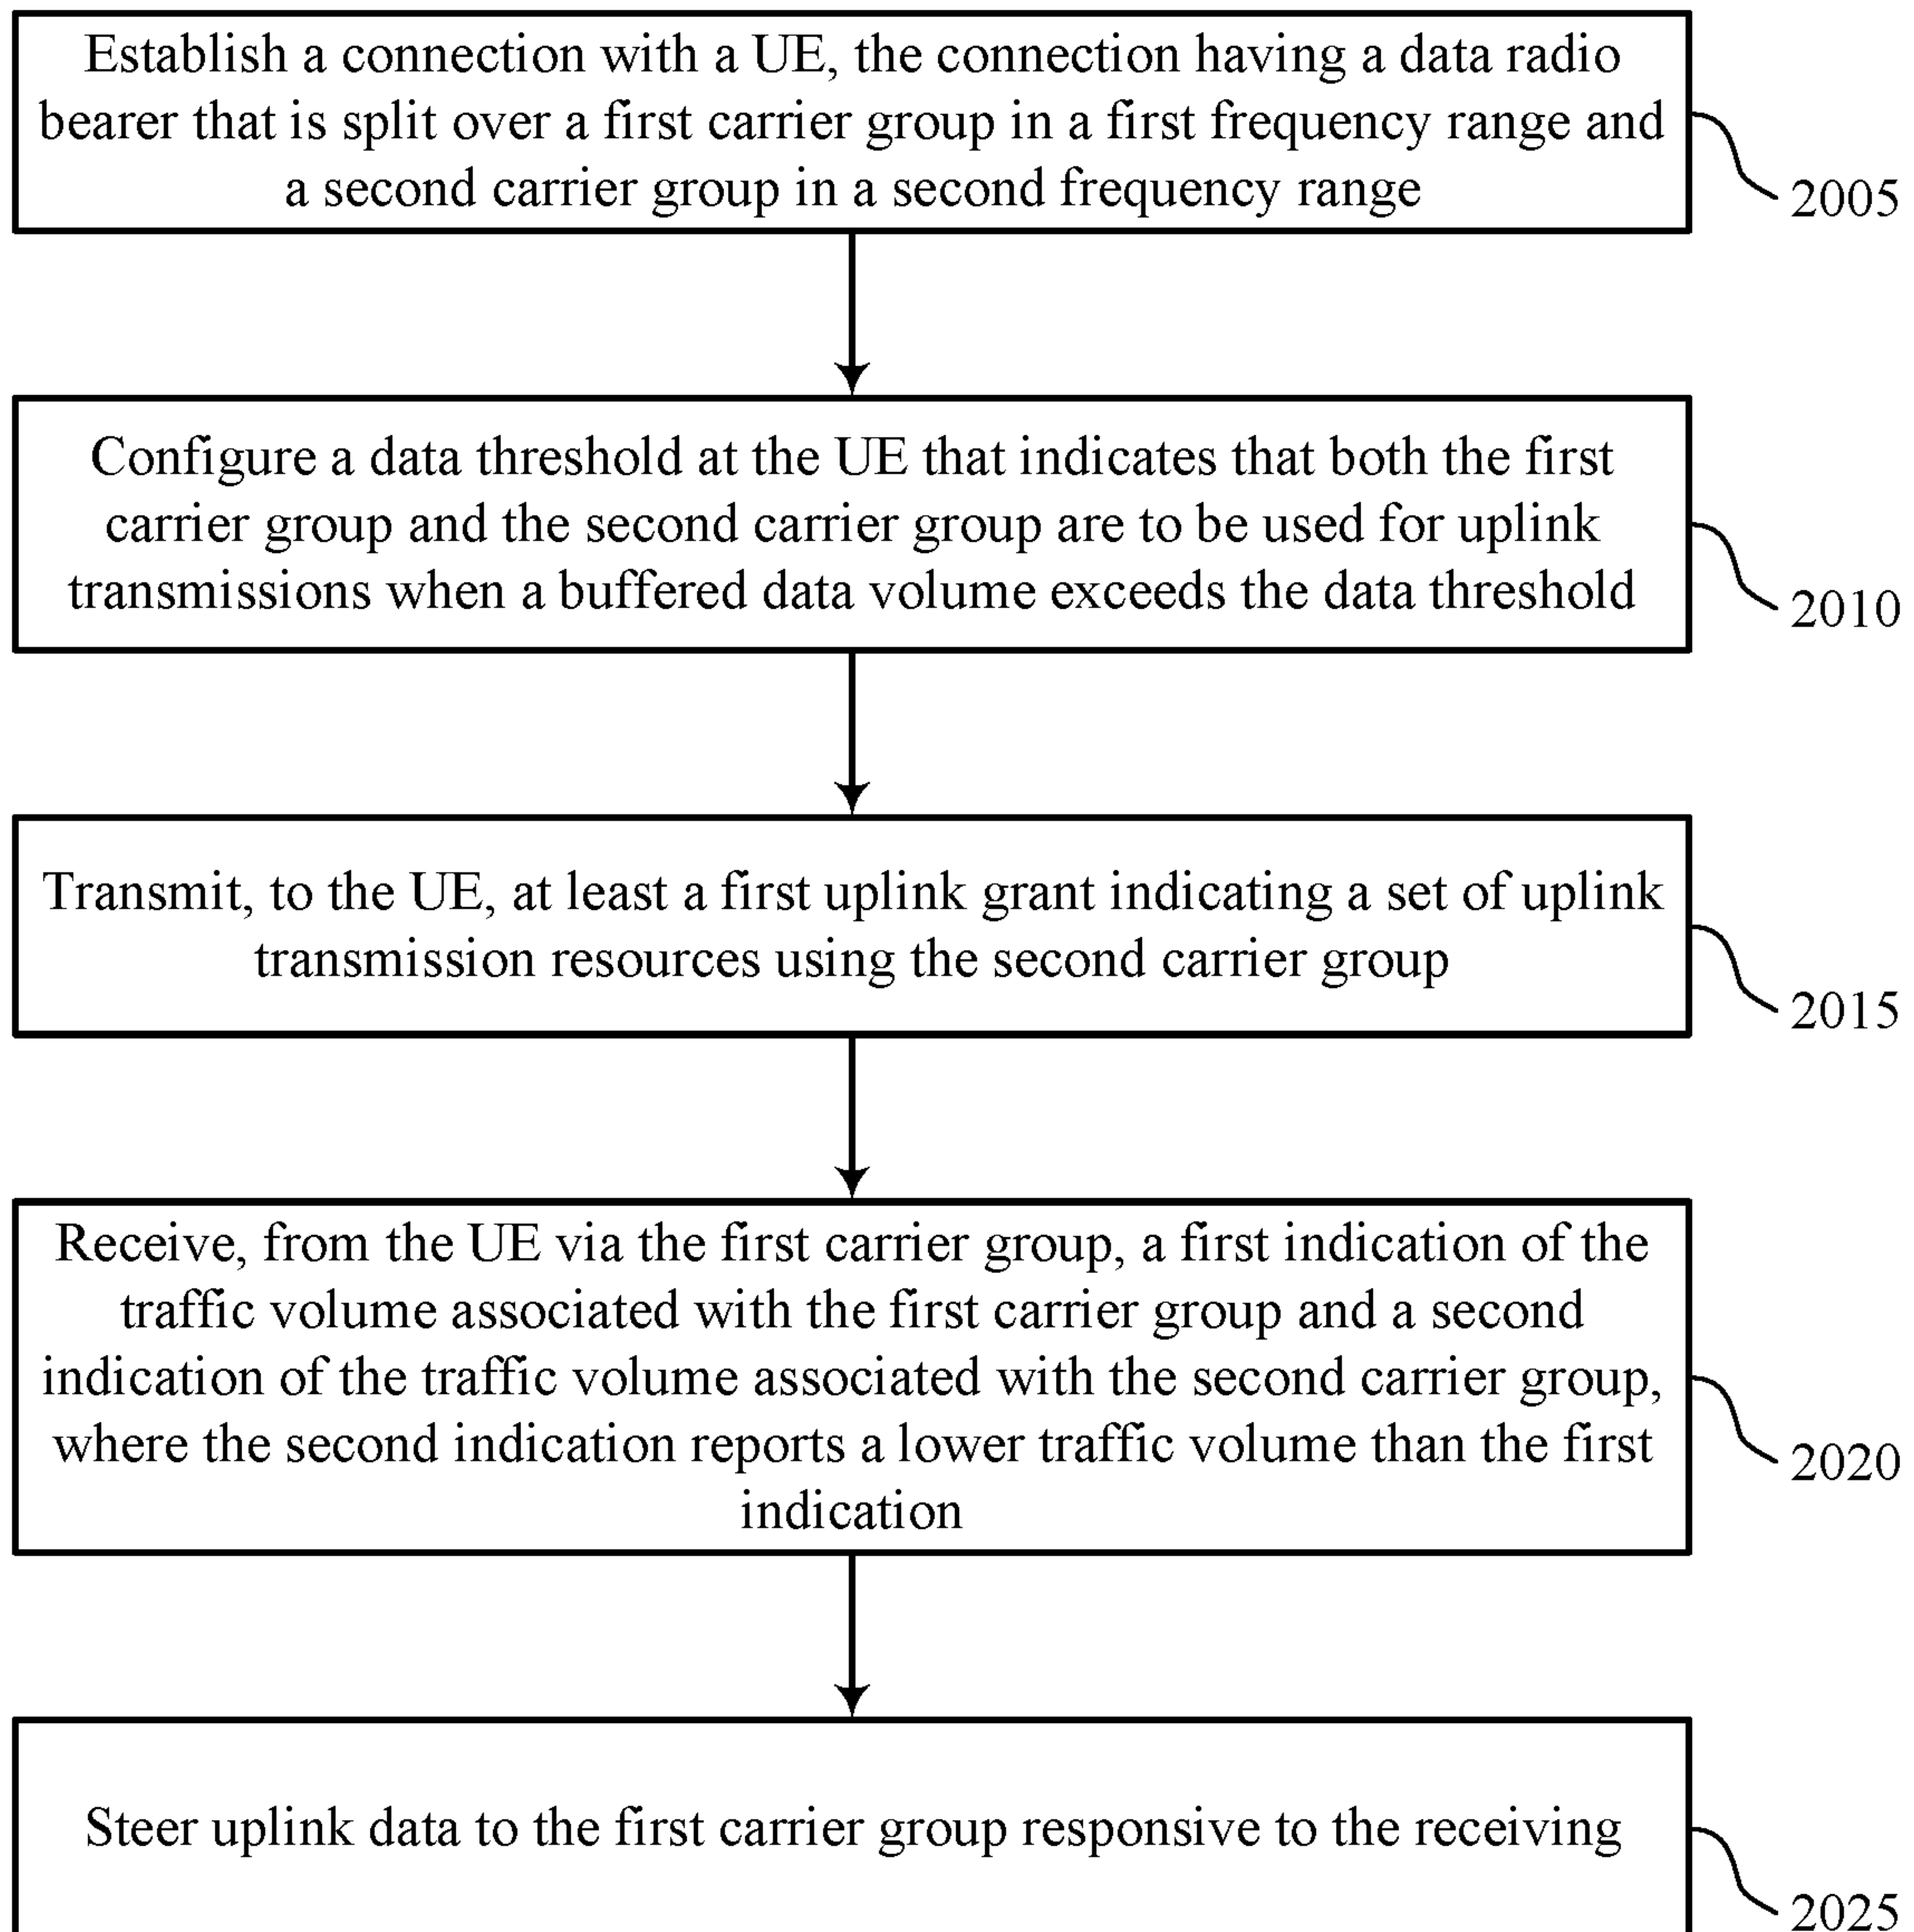 Establish a connection with a UE, the connection having a data radio
bearer that is split over a first carrier group in a first frequency range and
a second carrier group in a second frequency range
2005
Configure a data threshold at the UE that indicates that both the first
carrier group and the second carrier group are to be used for uplink
transmissions when a buffered data volume exceeds the data threshold
2010
Transmit, to the UE, at least a first uplink grant indicating a set of uplink
transmission resources using the second carrier group
2015
Receive, from the UE via the first carrier group, a first indication of the
traffic volume associated with the first carrier group and a second
indication of the traffic volume associated with the second carrier group,
where the second indication reports a lower traffic volume than the first
indication
2020
Steer uplink data to the first carrier group responsive to the receiving
2025